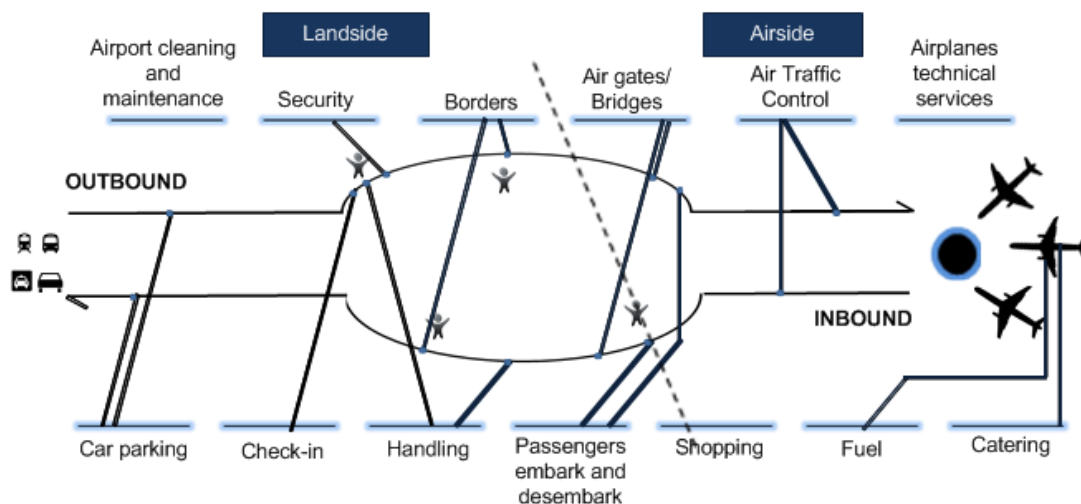 Landside
Airside
Airport cleaning
and
maintenance
Security
Borders
Air gates/
Bridges
Air Traffic
Control
Airplanes
technical
services
OUTBOUND
INBOUND
Car parking
Check-in
Handling
Passengers
embark and
desembark
Shopping
Fuel
Catering